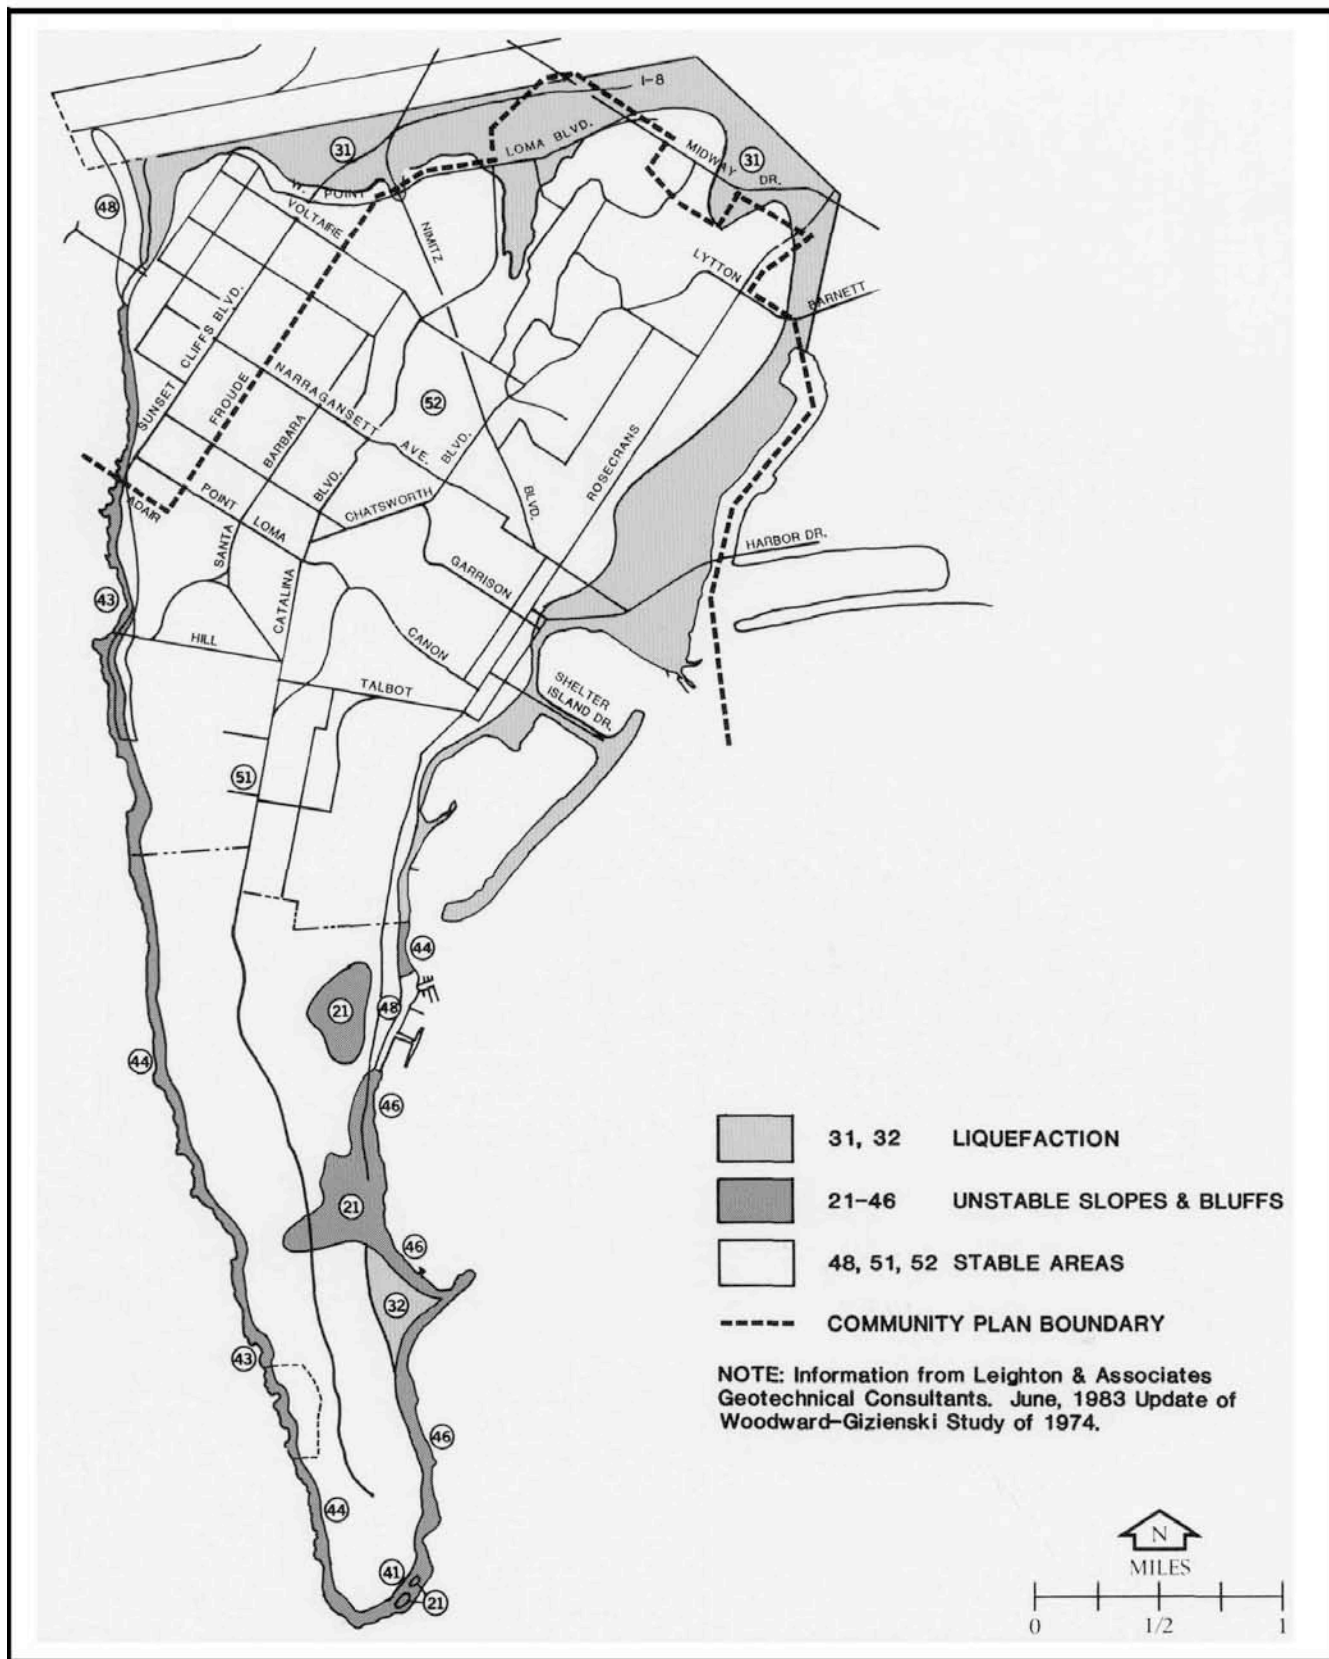 I-8
31
LOMA BLVD.
MIDWAY
31
DR.
W. POINT
48
VOLTAIRE
NIMITZ
LYTTON
BARNETT
CLIFFS BLVD.
SUNSET
FROUDE
NARRAGANSETT
AVE.
52
BARBARA
BLVD.
BLVD.
ROSECRANS
CHATSWORTH
POINT
LOMA
ADAIR
SANTA
BLVD.
HARBOR DR.
GARRISON
43
CATALINA
HILL
CANON
TALBOT
SHELTER
ISLAND DR.
51
44
21
48
44
46
21
46
32
43
46
44
41
21
31, 32 LIQUEFACTION
21-46 UNSTABLE SLOPES & BLUFFS
48, 51, 52 STABLE AREAS
COMMUNITY PLAN BOUNDARY
NOTE: Information from Leighton & Associates
Geotechnical Consultants. June, 1983 Update of
Woodward-Gizienski Study of 1974.
N
MILES
0 1/2 1